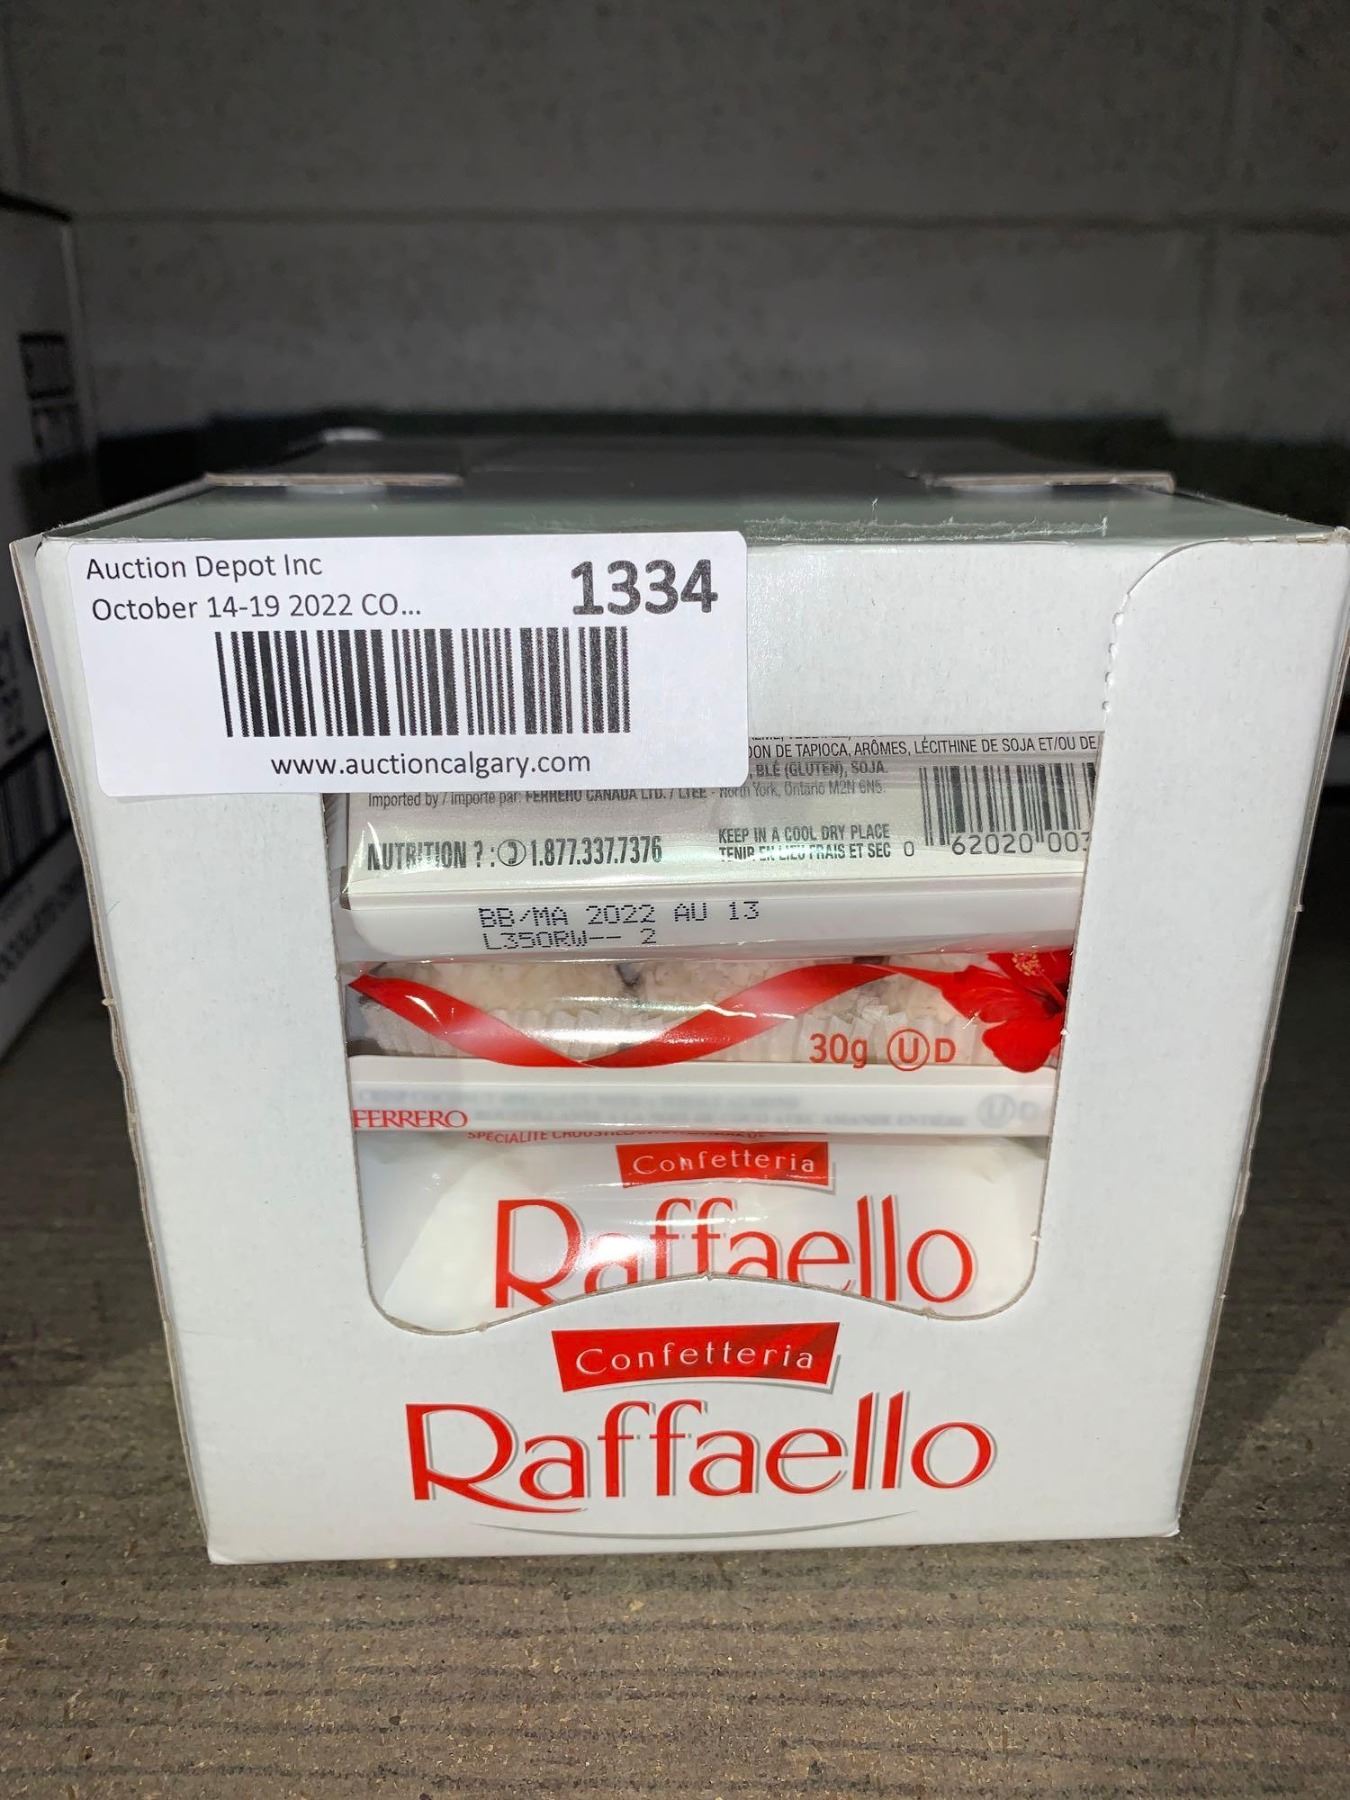 Auction Depot Inc
1334
October 14-19 2022 CO...
www.auctioncalgary.com
DON DE TAPIOCA, ARÔMES, LÉCITHINE DE SOJA ET/OU DE
, BLÉ (GLUTEN), SOJA.
Imported by / Importé par: FERRERO CANADA LTD. / LTÉE - North York, Ontario M2N 6N5.
NUTRITION ? : 1.877.337.7376
KEEP IN A COOL DRY PLACE
TENIR EN LIEU FRAIS ET SEC
0 62020 003
BB/MA 2022 AU 13
L350RW-- 2
30g U D
FERRERO
SPÉCIALITÉ
Confetteria
Raffaello
Confetteria
Raffaello